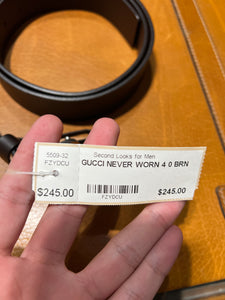 5509-32
FZYDCU
$245.00
Second Looks for Men
GUCCI NEVER WORN 4 0 BRN
FZYDCU
$245.00